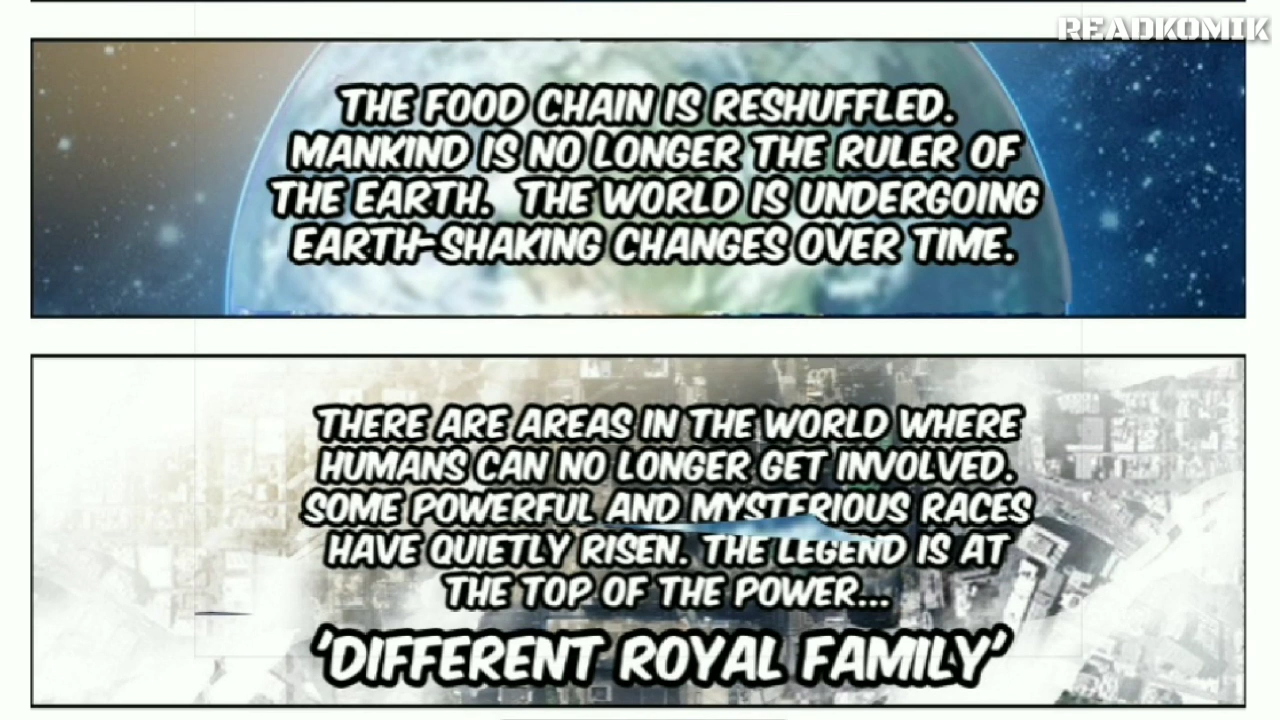 READKOMIK
THE FOOD CHAIN IS RESHUFFLED.
MANKIND IS NO LONGER THE RULER OF
THE EARTH. THE WORLD IS UNDERGOING
EARTH-SHAKING CHANGES OVER TIME.
THERE ARE AREAS IN THE WORLD WHERE
HUMANS CAN NO LONGER GET INVOLVED.
SOME POWERFUL AND MYSTERIOUS RACES
HAVE QUIETLY RISEN. THE LEGEND IS AT
THE TOP OF THE POWER...
'DIFFERENT ROYAL FAMILY'